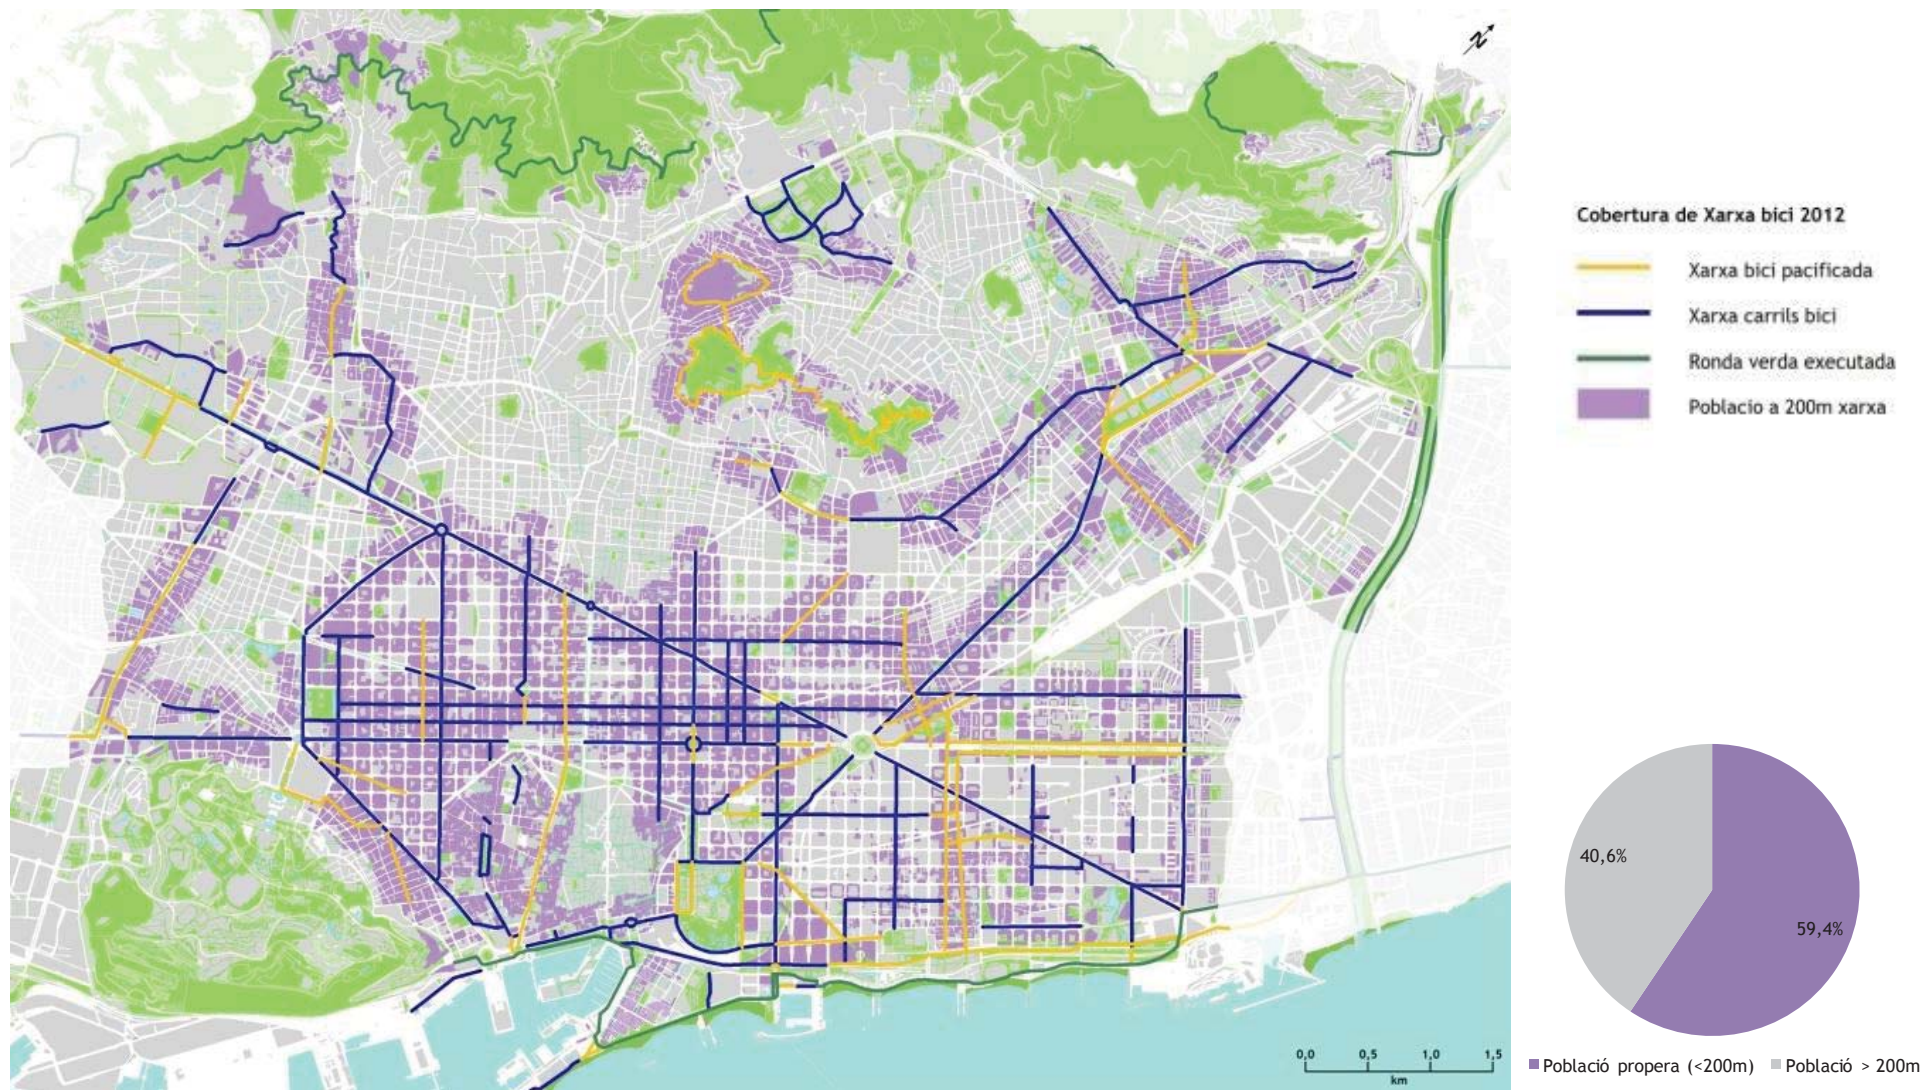 N
Cobertura de Xarxa bici 2012
Xarxa bici pacificada
Xarxa carrils bici
Ronda verda executada
Poblacio a 200m xarxa
40,6%
59,4%
0,0 0,5 1,0 1,5
km
Població propera (<200m) Població > 200m